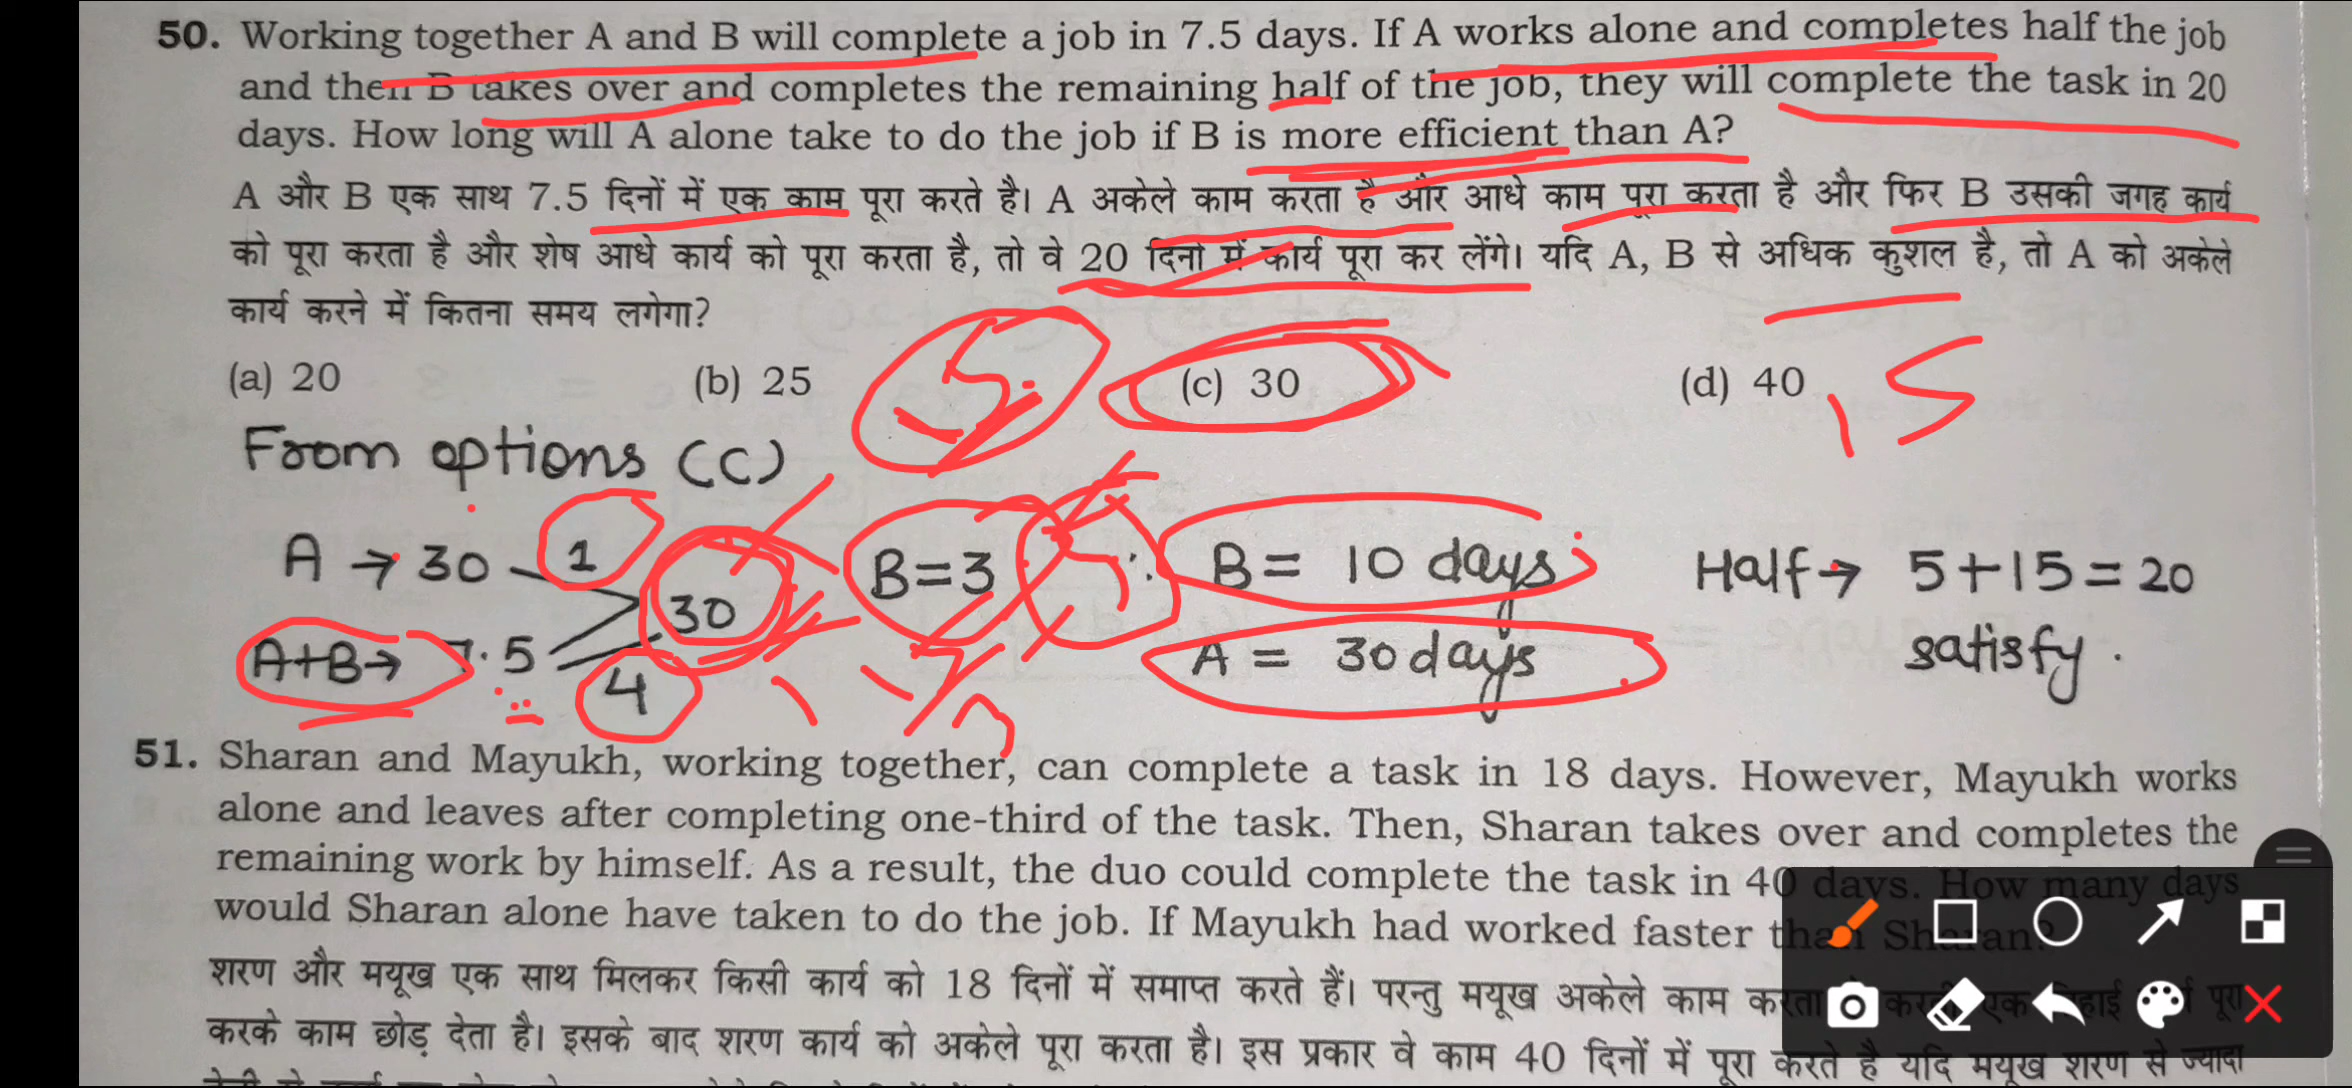 50. Working together A and B will complete a job in 7.5 days. If A works alone and completes half the job
and then B takes over and completes the remaining half of the job, they will complete the task in 20
days. How long will A alone take to do the job if B is more efficient than A?
A और B एक साथ 7.5 दिनों में एक काम पूरा करते है। A अकेले काम करता है और आधे काम पूरा करता है और फिर B उसकी जगह कार्य
को पूरा करता है और शेष आधे कार्य को पूरा करता है, तो वे 20 दिनों में कार्य पूरा कर लेंगे। यदि A, B से अधिक कुशल है, तो A को अकेले
कार्य करने में कितना समय लगेगा?
(a) 20 (b) 25 (c) 30 (d) 40
5
15
From options (C)
A → 30 1
30
A+B → 7.5 4
B=3
∴ B = 10 days
A = 30 days
Half → 5+15=20
satisfy.
51. Sharan and Mayukh, working together, can complete a task in 18 days. However, Mayukh works
alone and leaves after completing one-third of the task. Then, Sharan takes over and completes the
remaining work by himself. As a result, the duo could complete the task in 40 days. How many days
would Sharan alone have taken to do the job. If Mayukh had worked faster than Sharan?
शरण और मयूख एक साथ मिलकर किसी कार्य को 18 दिनों में समाप्त करते हैं। परन्तु मयूख अकेले काम करता पूरा
करके काम छोड़ देता है। इसके बाद शरण कार्य को अकेले पूरा करता है। इस प्रकार वे काम 40 दिनों में पूरा करते है यदि मयूख शरण से ज्यादा